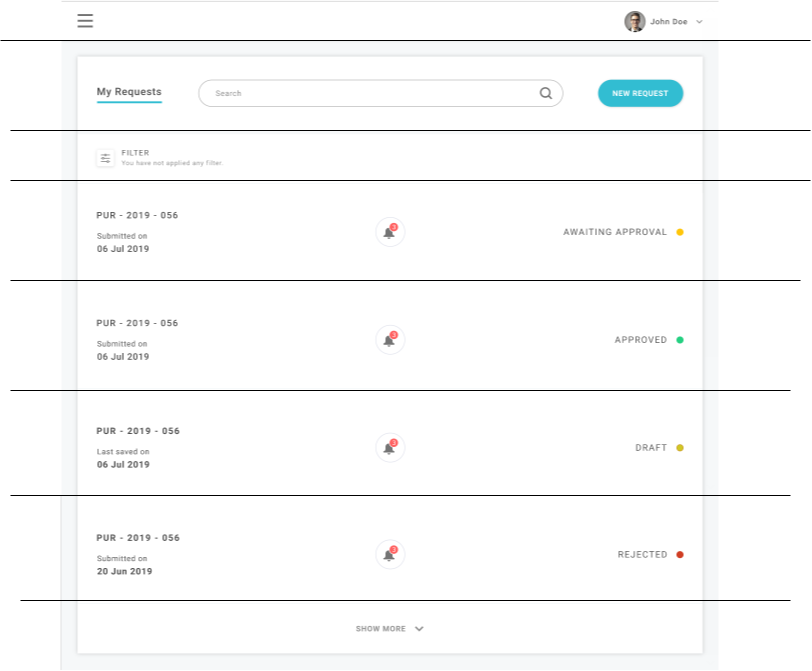 John Doe
My Requests
Search
NEW REQUEST
FILTER
You have not applied any filter
PUR - 2019 - 056
Submitted on
06 Jul 2019
3
AWAITING APPROVAL
PUR - 2019 - 056
Submitted on
06 Jul 2019
3
APPROVED
PUR - 2019 - 056
Last saved on
06 Jul 2019
3
DRAFT
PUR - 2019 - 056
Submitted on
20 Jun 2019
3
REJECTED
SHOW MORE